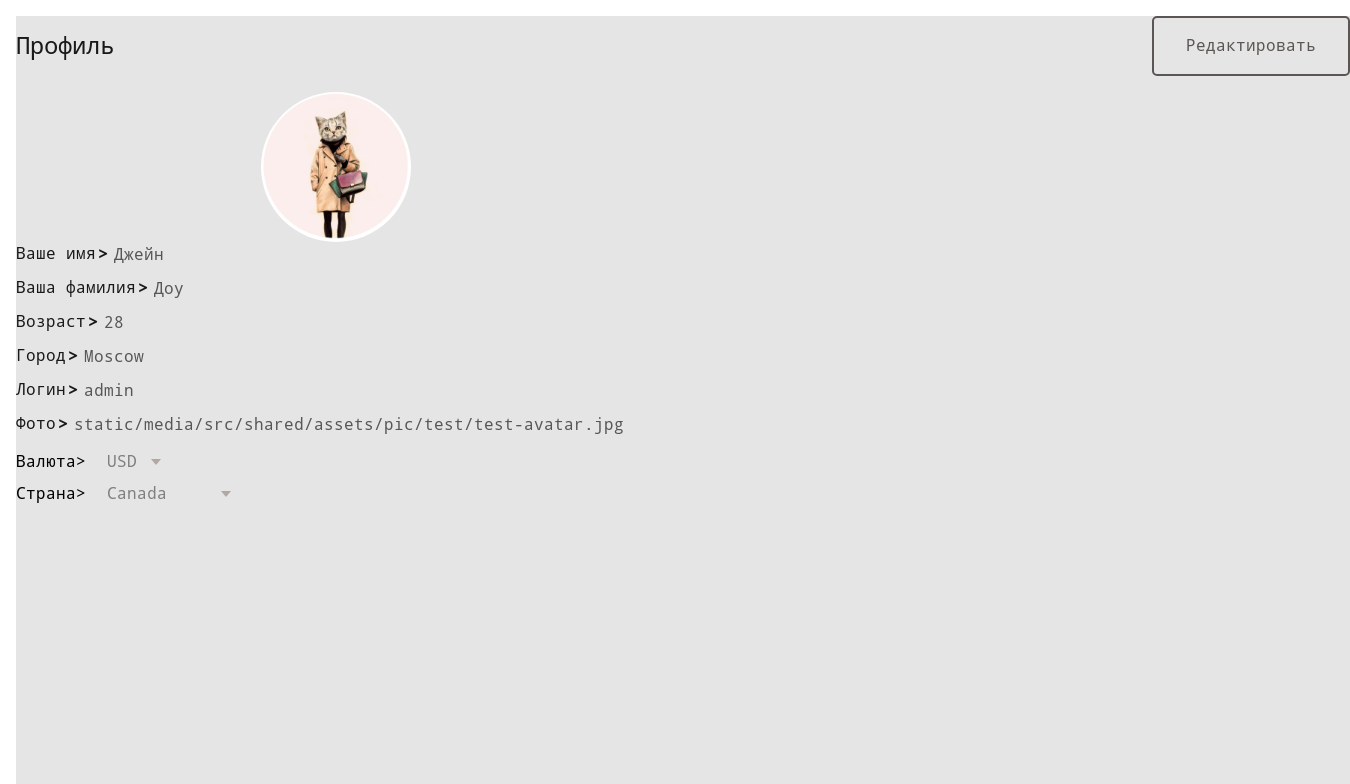 Профиль
Редактировать
Ваше имя> Джейн
Ваша фамилия> Доу
Возраст> 28
Город> Moscow
Логин> admin
Фото> static/media/src/shared/assets/pic/test/test-avatar.jpg
Валюта> USD
Страна> Canada